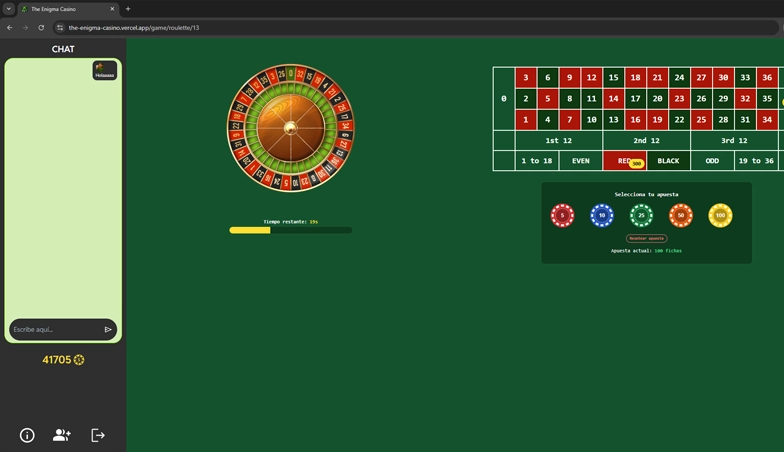 The Enigma Casino
the-enigma-casino.vercel.app/game/roulette/13
CHAT
Holaaaaa
Escribe aquí...
41705
Tiempo restante: 19s
3 6 9 12 15 18 21 24 27 30 33 36
0 2 5 8 11 14 17 20 23 26 29 32 35
1 4 7 10 13 16 19 22 25 28 31 34
1st 12 2nd 12 3rd 12
1 to 18 EVEN RED 300 BLACK ODD 19 to 36
Selecciona tu apuesta
5 10 25 50 100
Resetear apuesta
Apuesta actual: 100 fichas